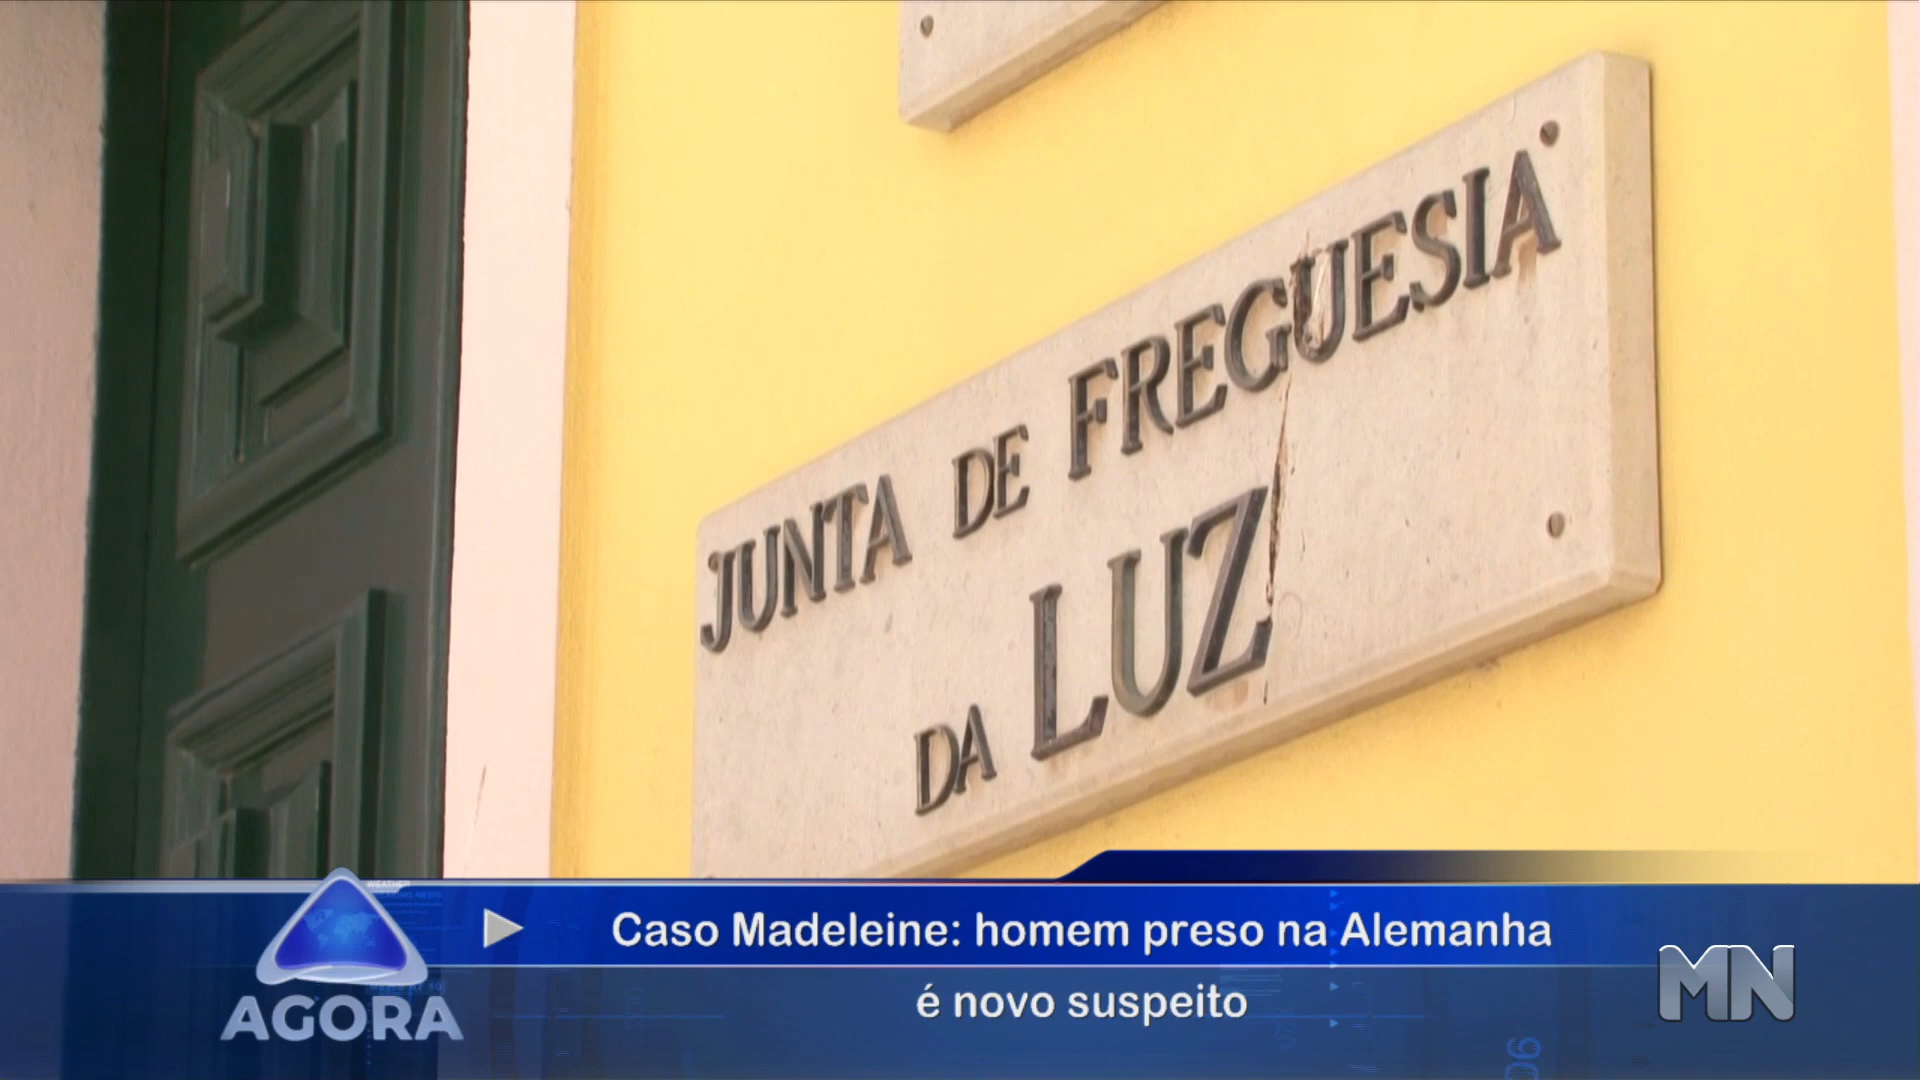 JUNTA DE FREGUESIA
DA LUZ
Caso Madeleine: homem preso na Alemanha
é novo suspeito
AGORA
MN